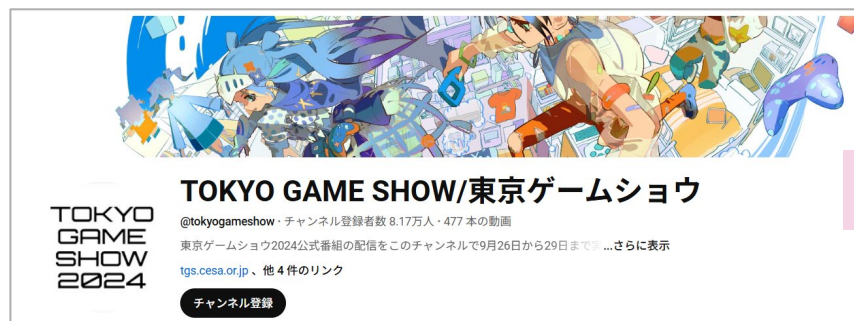 TOKYO GAME SHOW/東京ゲームショウ
TOKYO
GAME
SHOW
2024
@tokyogameshow・チャンネル登録者数 8.17万人・477 本の動画
東京ゲームショウ2024公式番組の配信をこのチャンネルで9月26日から29日まで ...さらに表示
tgs.cesa.or.jp 、他 4 件のリンク
チャンネル登録